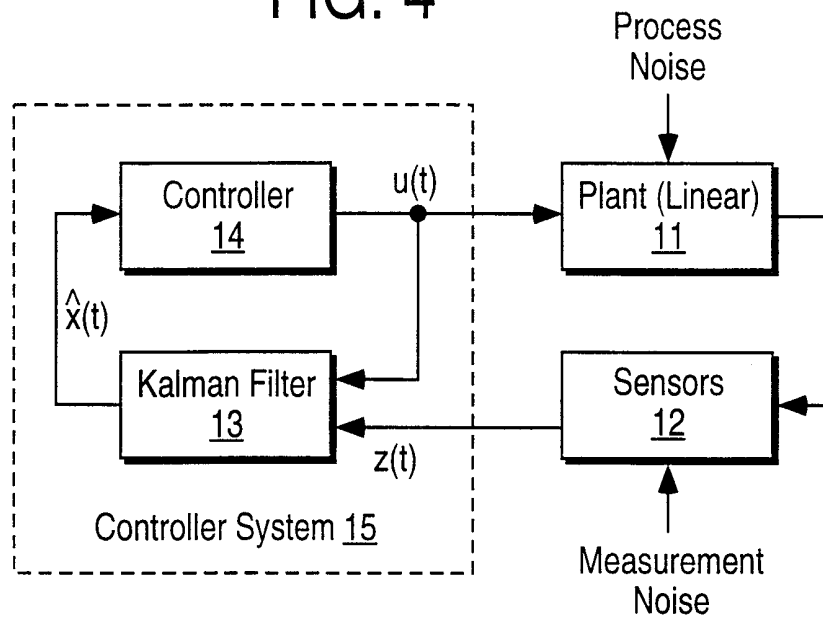 FIG. 4
Process
Noise
Controller
14
u(t)
Plant (Linear)
11
x̂(t)
Kalman Filter
13
z(t)
Sensors
12
Controller System 15
Measurement
Noise